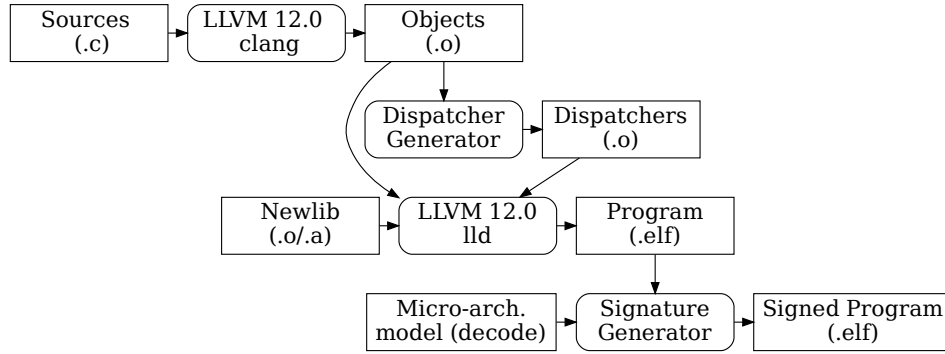 Sources
(.c)
LLVM 12.0
clang
Objects
(.o)
Dispatcher
Generator
Dispatchers
(.o)
Newlib
(.o/.a)
LLVM 12.0
lld
Program
(.elf)
Micro-arch.
model (decode)
Signature
Generator
Signed Program
(.elf)